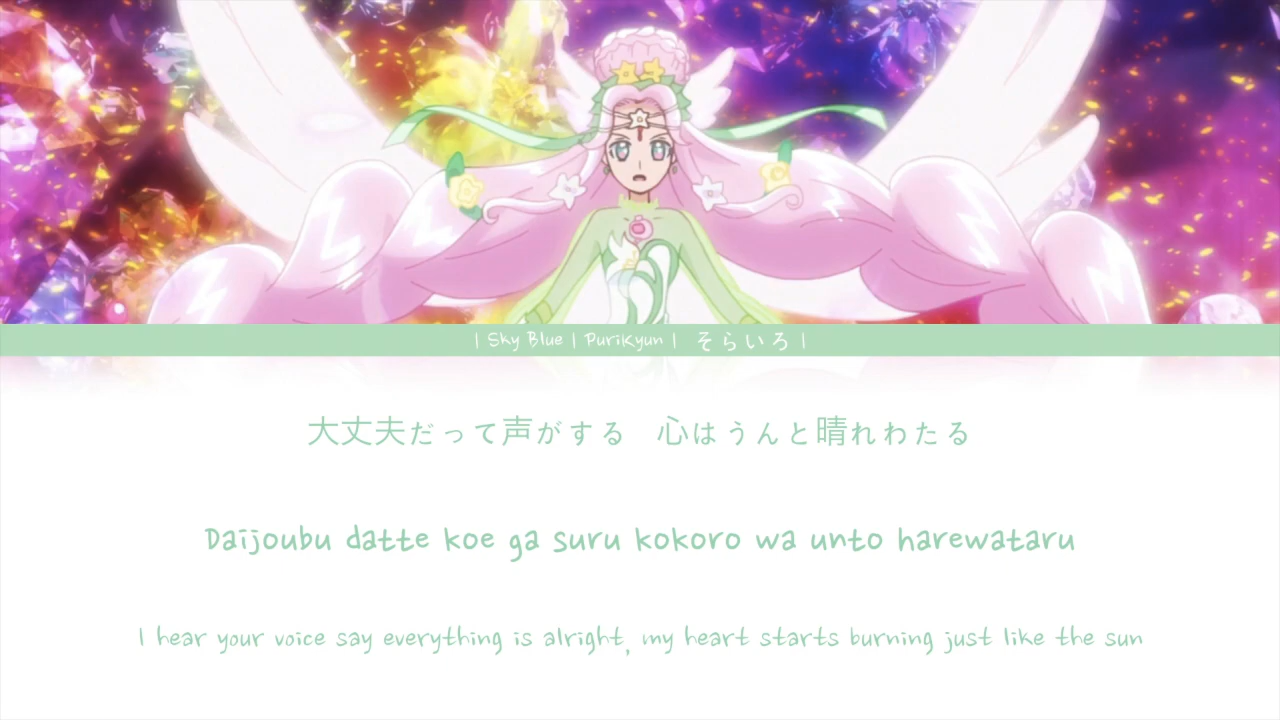 | Sky Blue | PuriKyun | そらいろ |
大丈夫だって声がする　心はうんと晴れわたる
Daijoubu datte koe ga suru kokoro wa unto harewataru
I hear your voice say everything is alright, my heart starts burning just like the sun